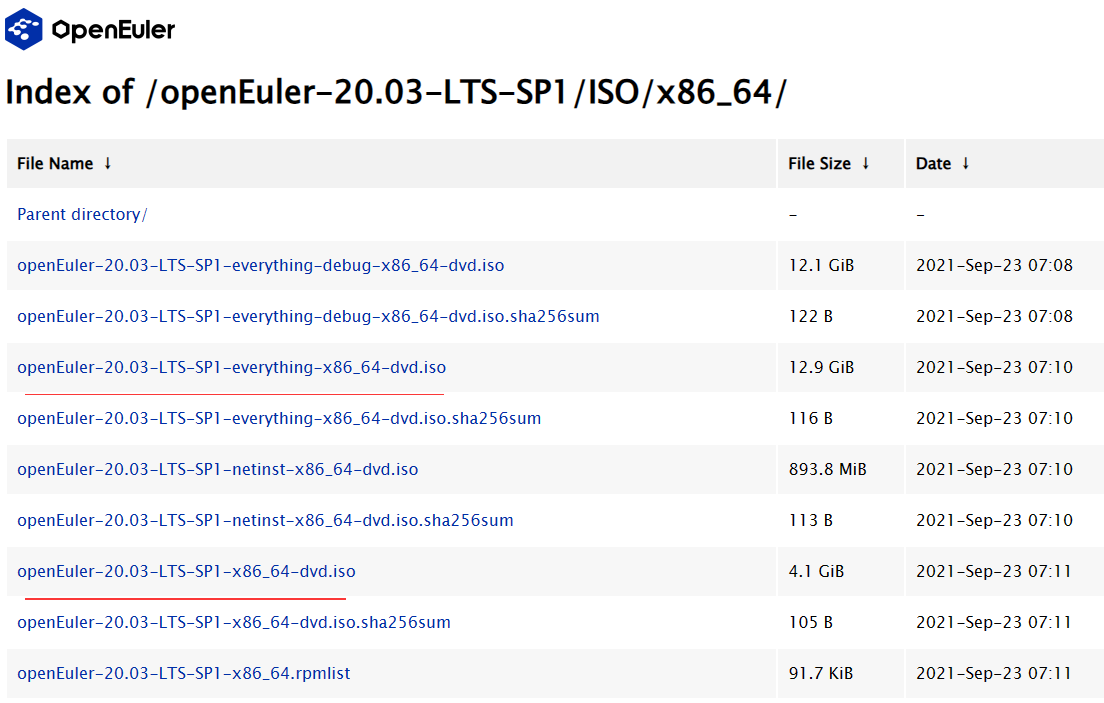 OpenEuler
Index of /openEuler-20.03-LTS-SP1/ISO/x86_64/
File Name ↓ File Size ↓ Date ↓
Parent directory/ - -
openEuler-20.03-LTS-SP1-everything-debug-x86_64-dvd.iso 12.1 GiB 2021-Sep-23 07:08
openEuler-20.03-LTS-SP1-everything-debug-x86_64-dvd.iso.sha256sum 122 B 2021-Sep-23 07:08
openEuler-20.03-LTS-SP1-everything-x86_64-dvd.iso 12.9 GiB 2021-Sep-23 07:10
openEuler-20.03-LTS-SP1-everything-x86_64-dvd.iso.sha256sum 116 B 2021-Sep-23 07:10
openEuler-20.03-LTS-SP1-netinst-x86_64-dvd.iso 893.8 MiB 2021-Sep-23 07:10
openEuler-20.03-LTS-SP1-netinst-x86_64-dvd.iso.sha256sum 113 B 2021-Sep-23 07:10
openEuler-20.03-LTS-SP1-x86_64-dvd.iso 4.1 GiB 2021-Sep-23 07:11
openEuler-20.03-LTS-SP1-x86_64-dvd.iso.sha256sum 105 B 2021-Sep-23 07:11
openEuler-20.03-LTS-SP1-x86_64.rpmlist 91.7 KiB 2021-Sep-23 07:11